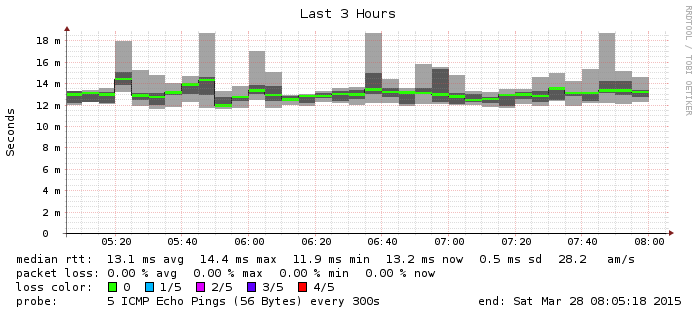 Last 3 Hours
RRDTOOL / TOBI OETIKER
Seconds
18 m
16 m
14 m
12 m
10 m
8 m
6 m
4 m
2 m
0
05:20 05:40 06:00 06:20 06:40 07:00 07:20 07:40 08:00
median rtt: 13.1 ms avg 14.4 ms max 11.9 ms min 13.2 ms now 0.5 ms sd 28.2 am/s
packet loss: 0.00 % avg 0.00 % max 0.00 % min 0.00 % now
loss color: 0 1/5 2/5 3/5 4/5
probe: 5 ICMP Echo Pings (56 Bytes) every 300s end: Sat Mar 28 08:05:18 2015